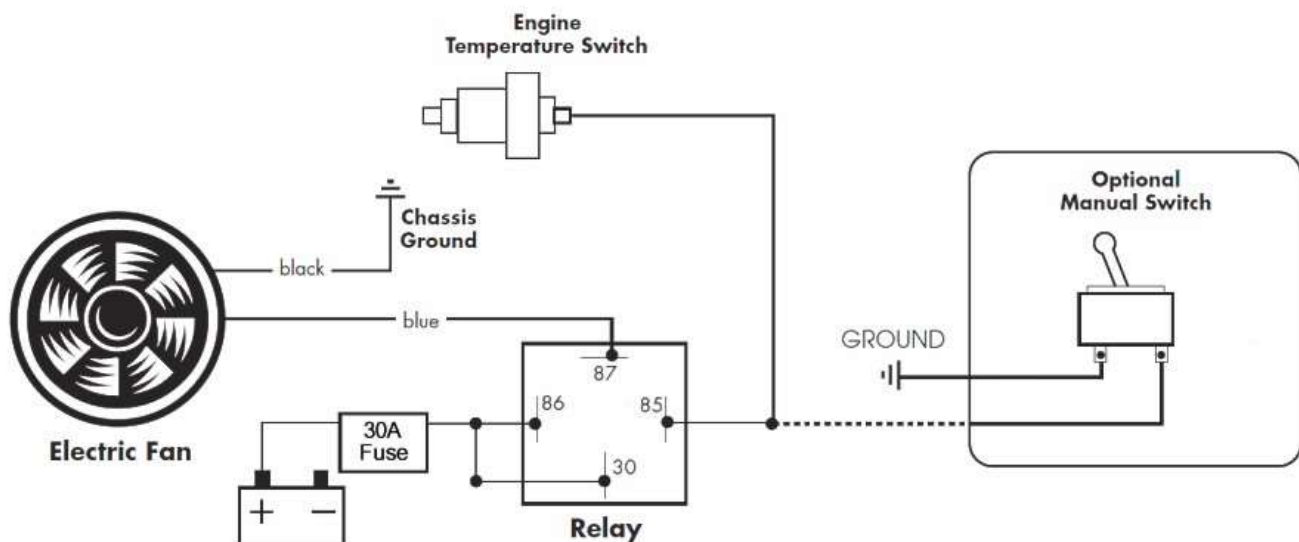 Engine
Temperature Switch
Optional
Manual Switch
Chassis
Ground
black
blue
GROUND
87
86
85
30A
Fuse
30
Electric Fan
+ −
Relay